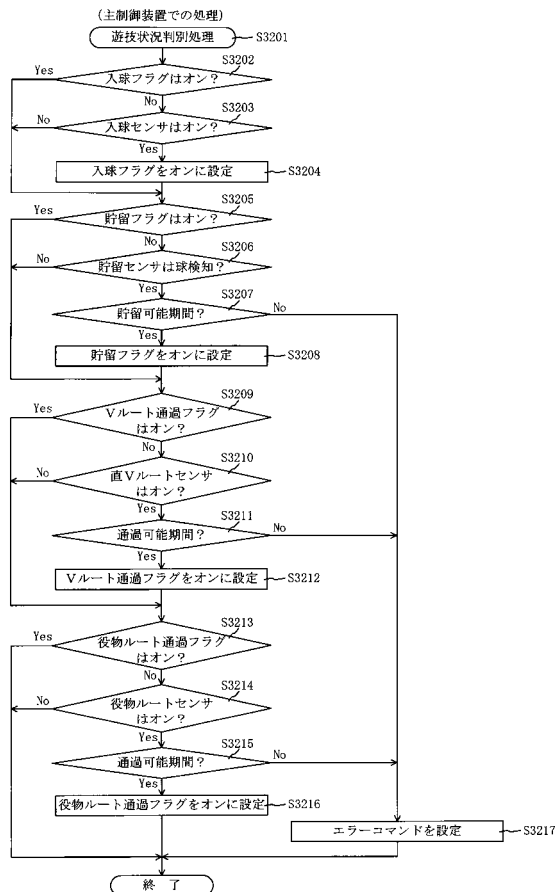 (主制御装置での処理)
遊技状況判別処理
S3201
S3202
Yes
入球フラグはオン?
No
S3203
No
入球センサはオン?
Yes
入球フラグをオンに設定
S3204
S3205
Yes
貯留フラグはオン?
No
S3206
No
貯留センサは球検知?
Yes
S3207
貯留可能期間?
No
Yes
貯留フラグをオンに設定
S3208
S3209
Yes
Vルート通過フラグ
はオン?
No
S3210
No
直Vルートセンサ
はオン?
Yes
S3211
通過可能期間?
No
Yes
Vルート通過フラグをオンに設定
S3212
S3213
Yes
役物ルート通過フラグ
はオン?
No
S3214
No
役物ルートセンサ
はオン?
Yes
S3215
通過可能期間?
No
Yes
役物ルート通過フラグをオンに設定
S3216
エラーコマンドを設定
S3217
終 了